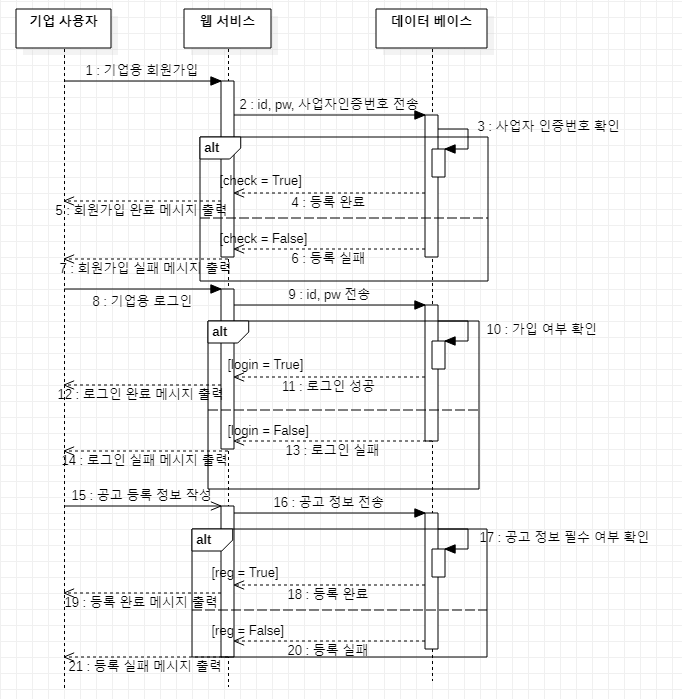 기업 사용자
웹 서비스
데이터 베이스
1 : 기업용 회원가입
2 : id, pw, 사업자인증번호 전송
3 : 사업자 인증번호 확인
alt
[check = True]
4 : 등록 완료
5 : 회원가입 완료 메시지 출력
[check = False]
6 : 등록 실패
7 : 회원가입 실패 메시지 출력
8 : 기업용 로그인
9 : id, pw 전송
10 : 가입 여부 확인
alt
[login = True]
11 : 로그인 성공
12 : 로그인 완료 메시지 출력
[login = False]
13 : 로그인 실패
14 : 로그인 실패 메시지 출력
15 : 공고 등록 정보 작성
16 : 공고 정보 전송
17 : 공고 정보 필수 여부 확인
alt
[reg = True]
18 : 등록 완료
19 : 등록 완료 메시지 출력
[reg = False]
20 : 등록 실패
21 : 등록 실패 메시지 출력